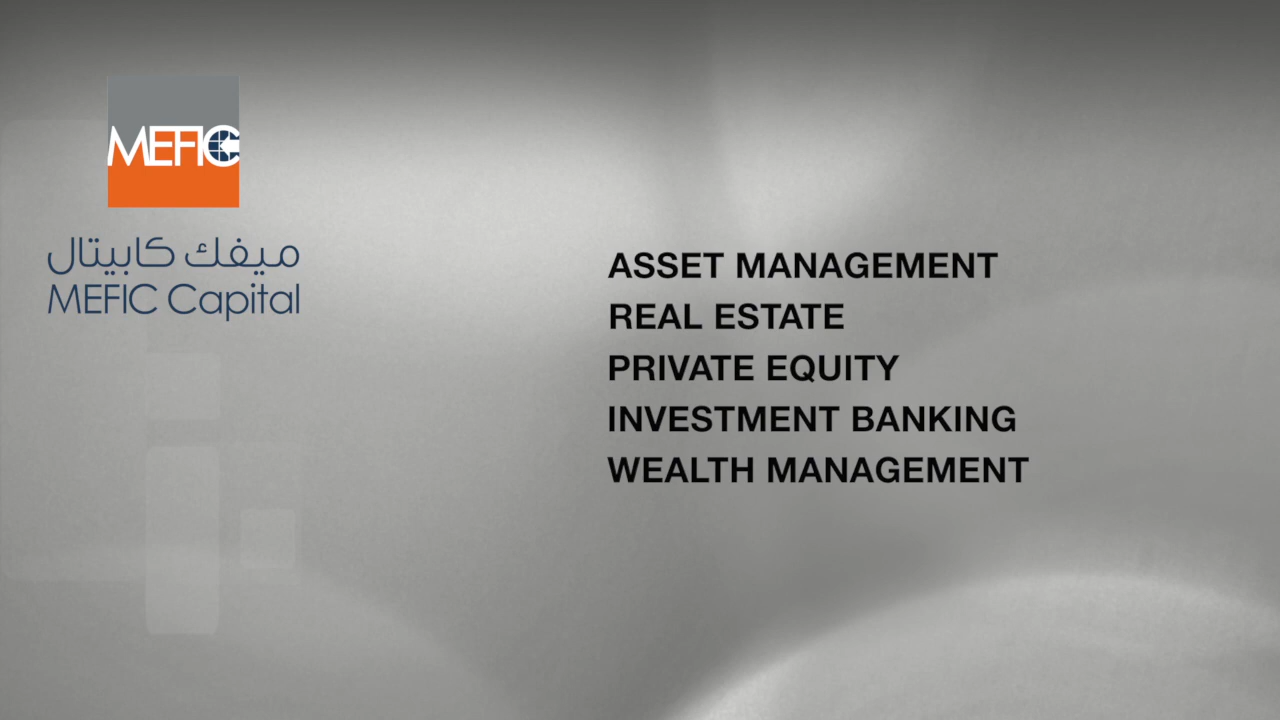 MEFIC
ميفك كابيتال
MEFIC Capital
ASSET MANAGEMENT
REAL ESTATE
PRIVATE EQUITY
INVESTMENT BANKING
WEALTH MANAGEMENT